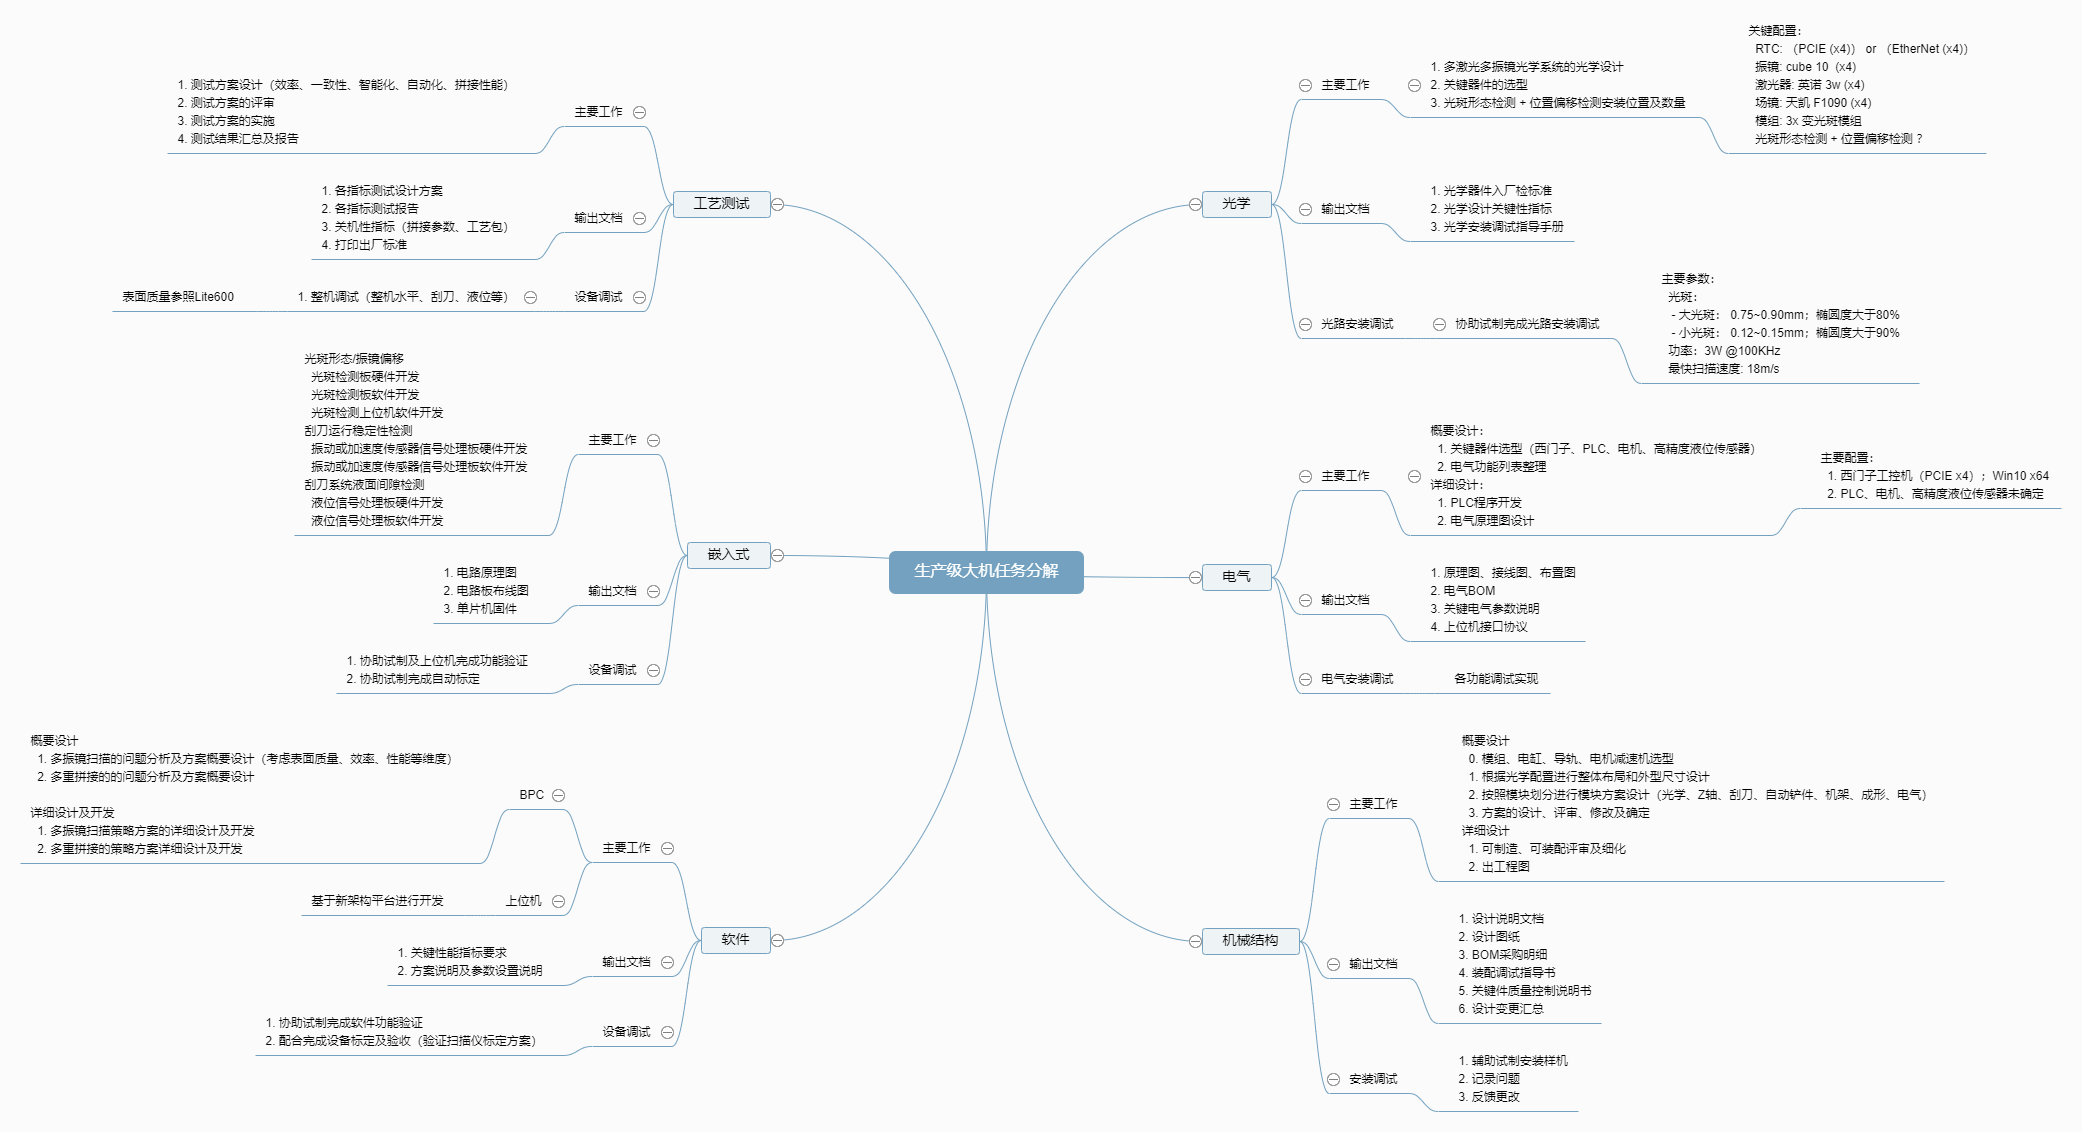 生产级大机任务分解
光学
主要工作
1. 多激光多振镜光学系统的光学设计
2. 关键器件的选型
3. 光斑形态检测 + 位置偏移检测安装位置及数量
关键配置：
RTC: （PCIE (x4)） or （EtherNet (x4)）
振镜: cube 10 (x4)
激光器: 英诺 3w (x4)
场镜: 天凯 F1090 (x4)
模组: 3x 变光斑模组
光斑形态检测 + 位置偏移检测 ?
输出文档
1. 光学器件入厂检标准
2. 光学设计关键性指标
3. 光学安装调试指导手册
光路安装调试
协助试制完成光路安装调试
主要参数：
光斑：
- 大光斑： 0.75~0.90mm；椭圆度大于80%
- 小光斑： 0.12~0.15mm；椭圆度大于90%
功率：3W @100KHz
最快扫描速度: 18m/s
电气
主要工作
概要设计：
1. 关键器件选型（西门子、PLC、电机、高精度液位传感器）
2. 电气功能列表整理
详细设计：
1. PLC程序开发
2. 电气原理图设计
主要配置：
1. 西门子工控机（PCIE x4）；Win10 x64
2. PLC、电机、高精度液位传感器未确定
输出文档
1. 原理图、接线图、布置图
2. 电气BOM
3. 关键电气参数说明
4. 上位机接口协议
电气安装调试
各功能调试实现
机械结构
主要工作
概要设计
0. 模组、电缸、导轨、电机减速机选型
1. 根据光学配置进行整体布局和外型尺寸设计
2. 按照模块划分进行模块方案设计（光学、Z轴、刮刀、自动铲件、机架、成形、电气）
3. 方案的设计、评审、修改及确定
详细设计
1. 可制造、可装配评审及细化
2. 出工程图
输出文档
1. 设计说明文档
2. 设计图纸
3. BOM采购明细
4. 装配调试指导书
5. 关键件质量控制说明书
6. 设计变更汇总
安装调试
1. 辅助试制安装样机
2. 记录问题
3. 反馈更改
工艺测试
主要工作
1. 测试方案设计（效率、一致性、智能化、自动化、拼接性能）
2. 测试方案的评审
3. 测试方案的实施
4. 测试结果汇总及报告
输出文档
1. 各指标测试设计方案
2. 各指标测试报告
3. 关机性指标（拼接参数、工艺包）
4. 打印出厂标准
设备调试
1. 整机调试（整机水平、刮刀、液位等）
表面质量参照Lite600
嵌入式
主要工作
光斑形态/振镜偏移
光斑检测板硬件开发
光斑检测板软件开发
光斑检测上位机软件开发
刮刀运行稳定性检测
振动或加速度传感器信号处理板硬件开发
振动或加速度传感器信号处理板软件开发
刮刀系统液面间隙检测
液位信号处理板硬件开发
液位信号处理板软件开发
输出文档
1. 电路原理图
2. 电路板布线图
3. 单片机固件
设备调试
1. 协助试制及上位机完成功能验证
2. 协助试制完成自动标定
软件
主要工作
BPC
概要设计
1. 多振镜扫描的问题分析及方案概要设计（考虑表面质量、效率、性能等维度）
2. 多重拼接的的问题分析及方案概要设计
详细设计及开发
1. 多振镜扫描策略方案的详细设计及开发
2. 多重拼接的策略方案详细设计及开发
上位机
基于新架构平台进行开发
输出文档
1. 关键性能指标要求
2. 方案说明及参数设置说明
设备调试
1. 协助试制完成软件功能验证
2. 配合完成设备标定及验收（验证扫描仪标定方案）